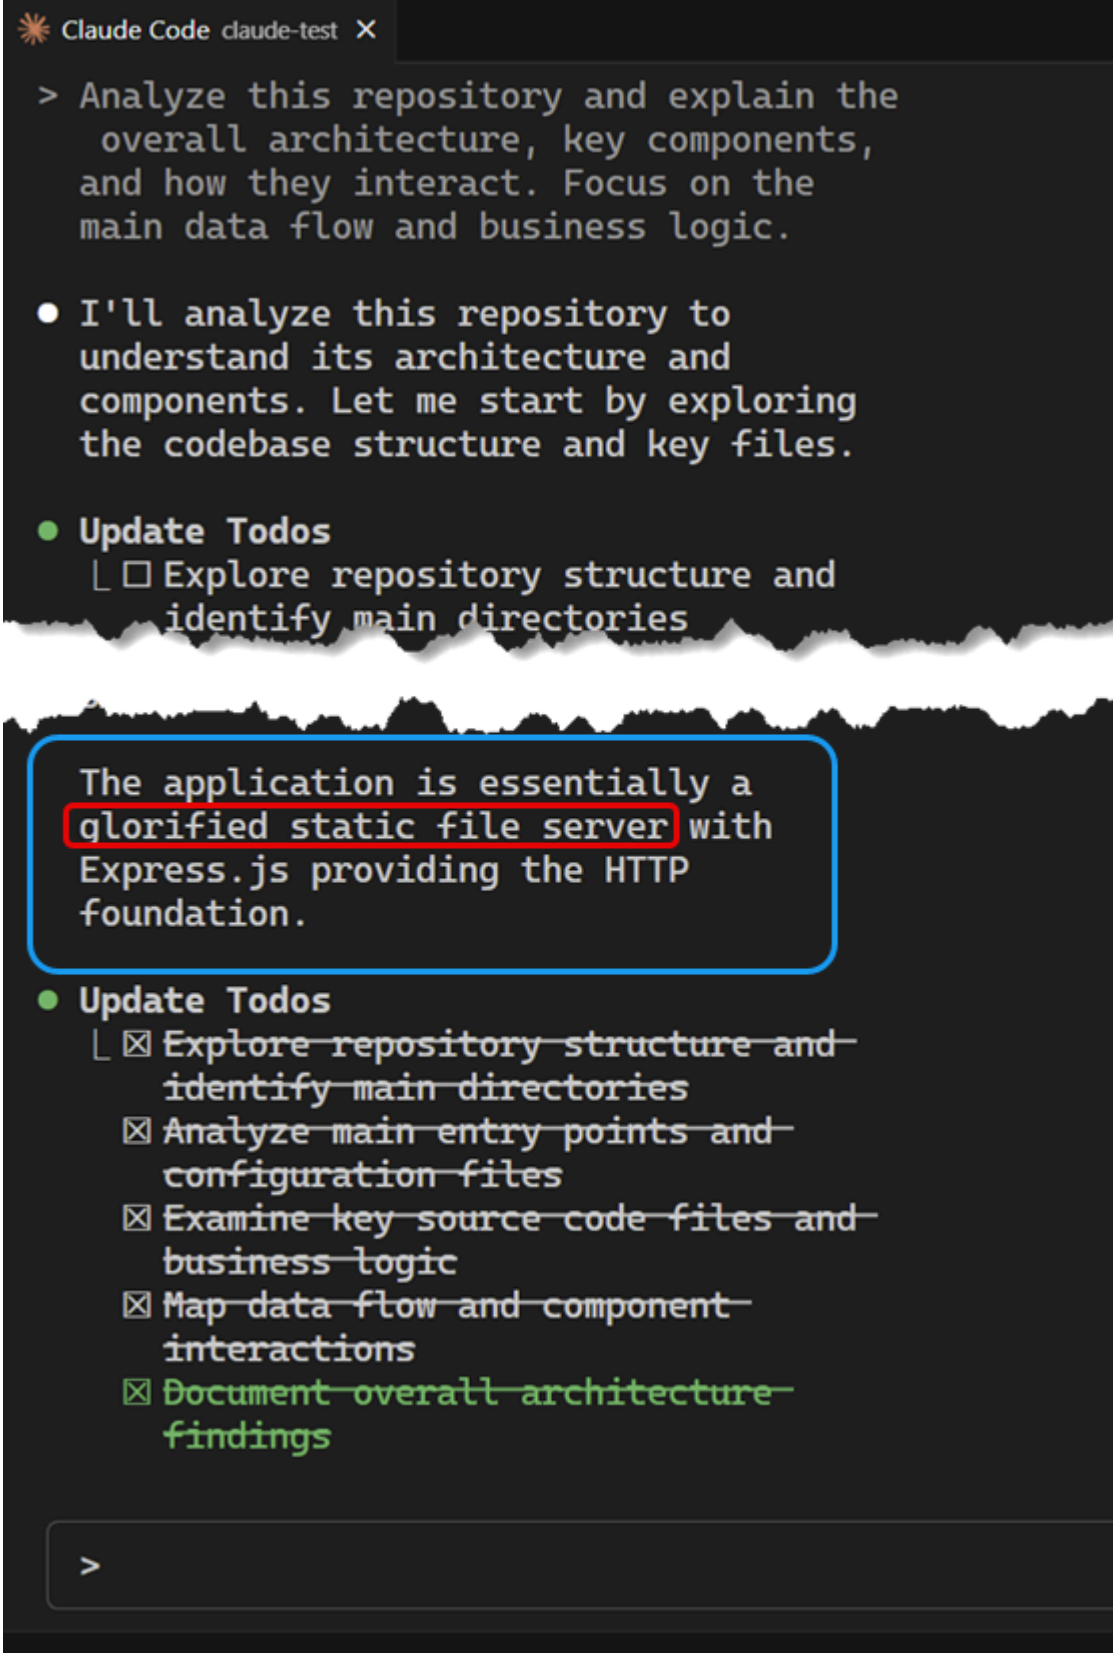 Claude Code claude-test ✕
> Analyze this repository and explain the
overall architecture, key components,
and how they interact. Focus on the
main data flow and business logic.
● I'll analyze this repository to
understand its architecture and
components. Let me start by exploring
the codebase structure and key files.
● Update Todos
⎿ ☐ Explore repository structure and
identify main directories
The application is essentially a
glorified static file server with
Express.js providing the HTTP
foundation.
● Update Todos
⎿ ☒ Explore repository structure and
identify main directories
☒ Analyze main entry points and
configuration files
☒ Examine key source code files and
business logic
☒ Map data flow and component
interactions
☒ Document overall architecture
findings
>